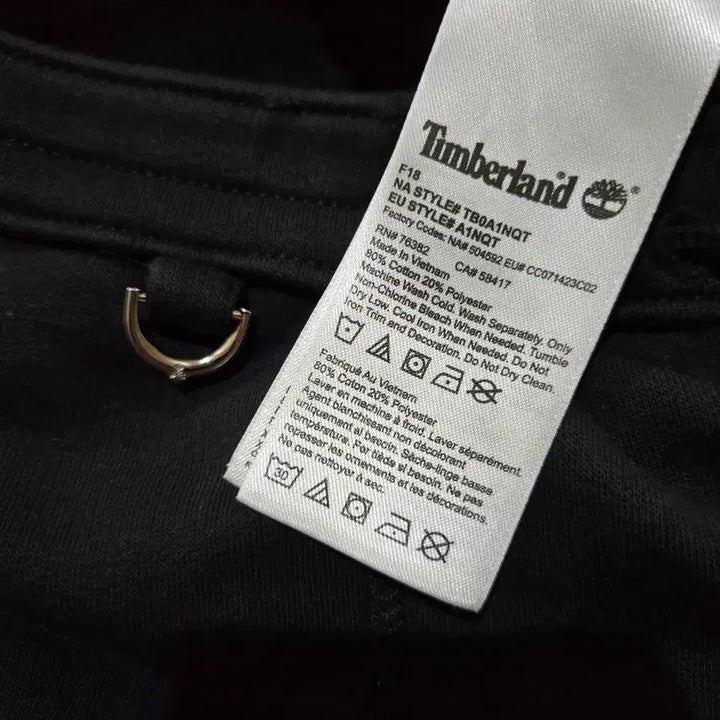 Timberland ®
F18
NA STYLE# TB0A1NQT
EU STYLE# A1NQT
Factory Codes: NA# 504592 EU# CC071423C02
RN# 76382 CA# 58417
Made In Vietnam
80% Cotton 20% Polyester
Machine Wash Cold. Wash Separately. Only
Non-Chlorine Bleach When Needed. Tumble
Dry Low. Cool Iron When Needed. Do Not
Iron Trim and Decoration. Do Not Dry Clean.
Fabriqué Au Vietnam
80% Coton 20% Polyester
Laver en machine à froid. Laver séparément.
Agent blanchissant non décolorant
uniquement si besoin. Sèche-linge basse
température. Fer tiède si besoin. Ne pas
repasser les ornements et les décorations.
Ne pas nettoyer à sec.
30